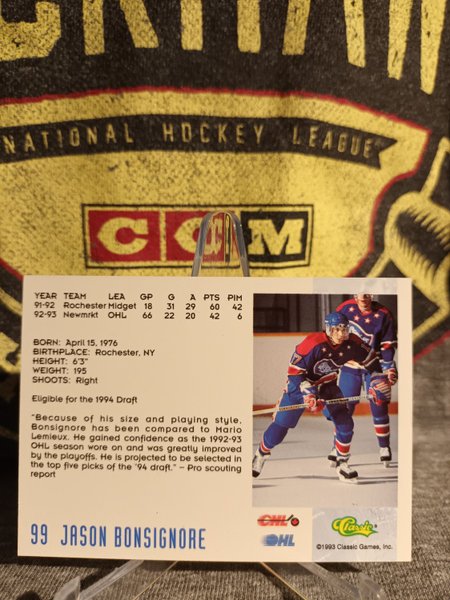 CKHAW
NATIONAL HOCKEY LEAGUE
CCM
YEAR TEAM LEA GP G A PTS PIM
91-92 Rochester Midget 18 31 29 60 42
92-93 Newmrkt OHL 66 22 20 42 6
BORN: April 15, 1976
BIRTHPLACE: Rochester, NY
HEIGHT: 6'3"
WEIGHT: 195
SHOOTS: Right
Eligible for the 1994 Draft
"Because of his size and playing style,
Bonsignore has been compared to Mario
Lemieux. He gained confidence as the 1992-93
OHL season wore on and was greatly improved
by the playoffs. He is projected to be selected in
the top five picks of the '94 draft." – Pro scouting
report
99 JASON BONSIGNORE
CHL
OHL
Classic
©1993 Classic Games, Inc.